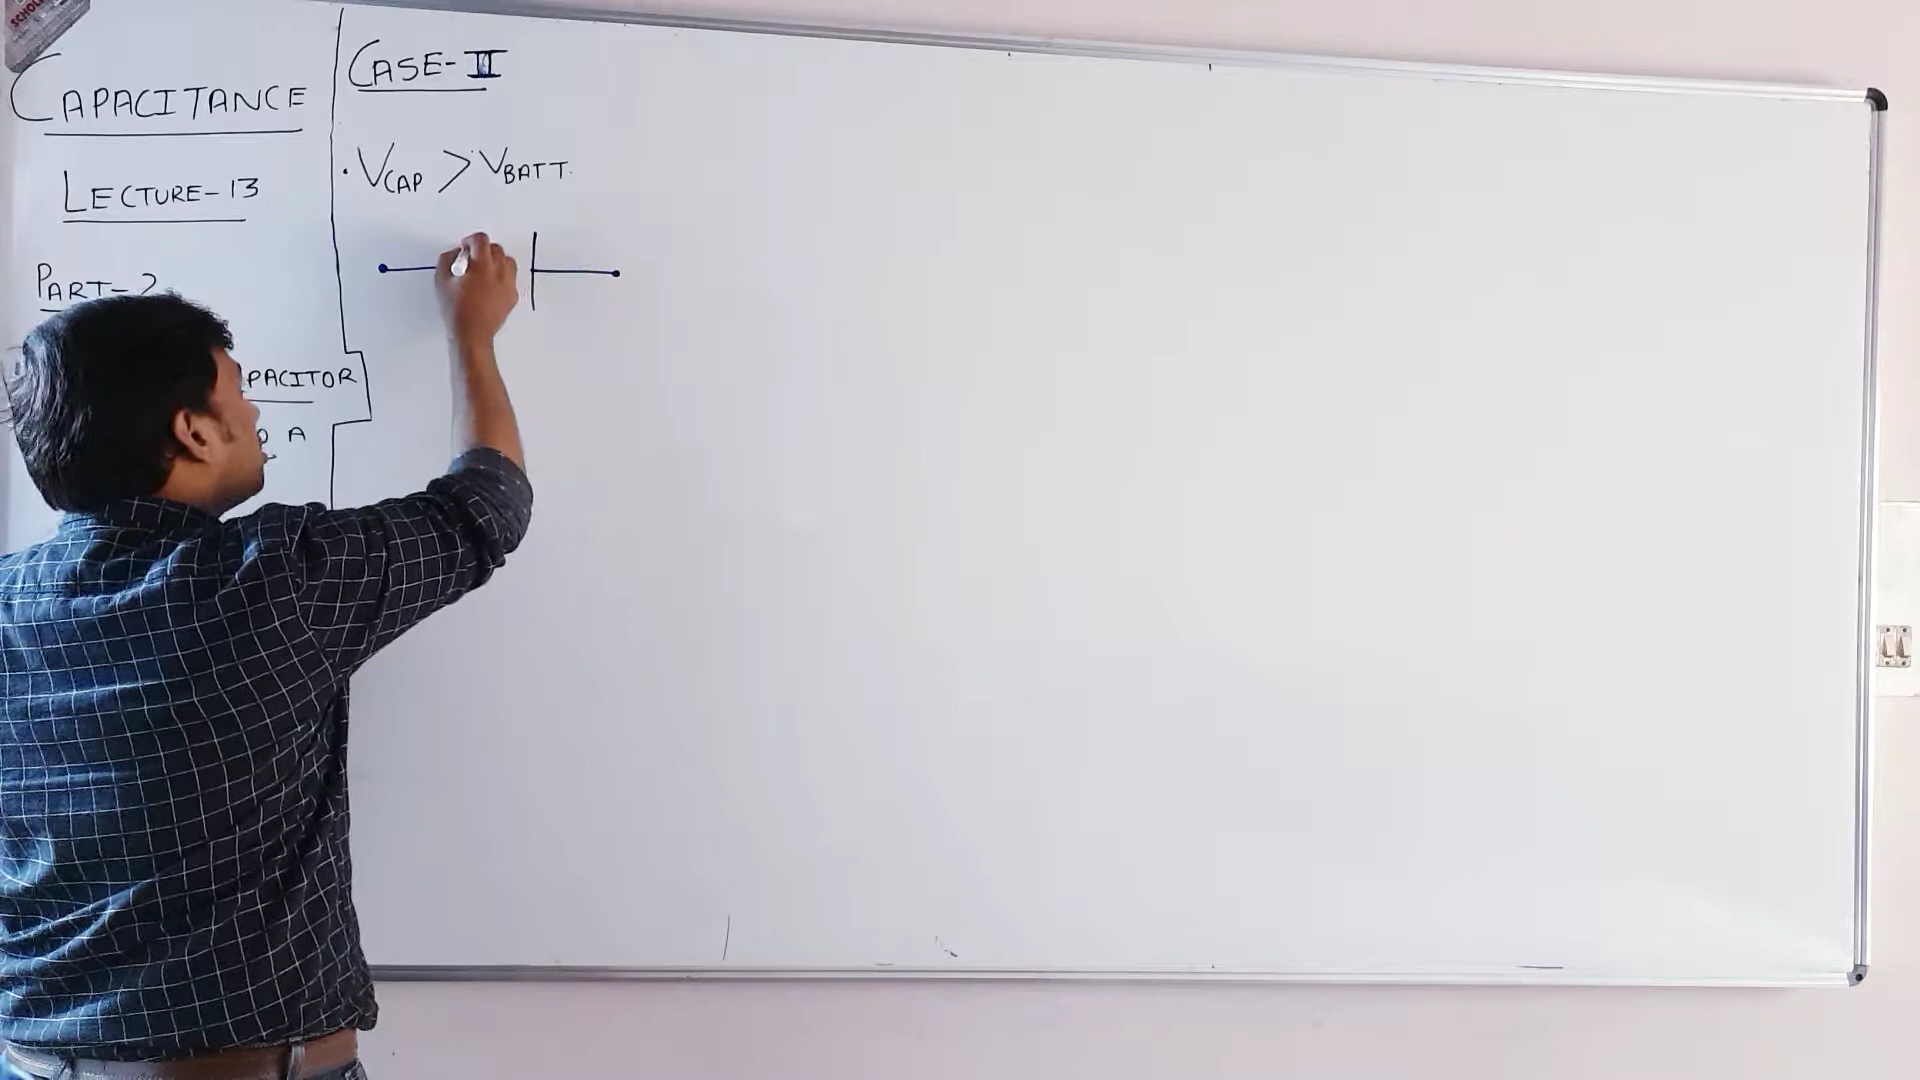 CAPACITANCE
LECTURE-13
PART-2
PACITOR
A
CASE-II
· VCAP > VBATT.